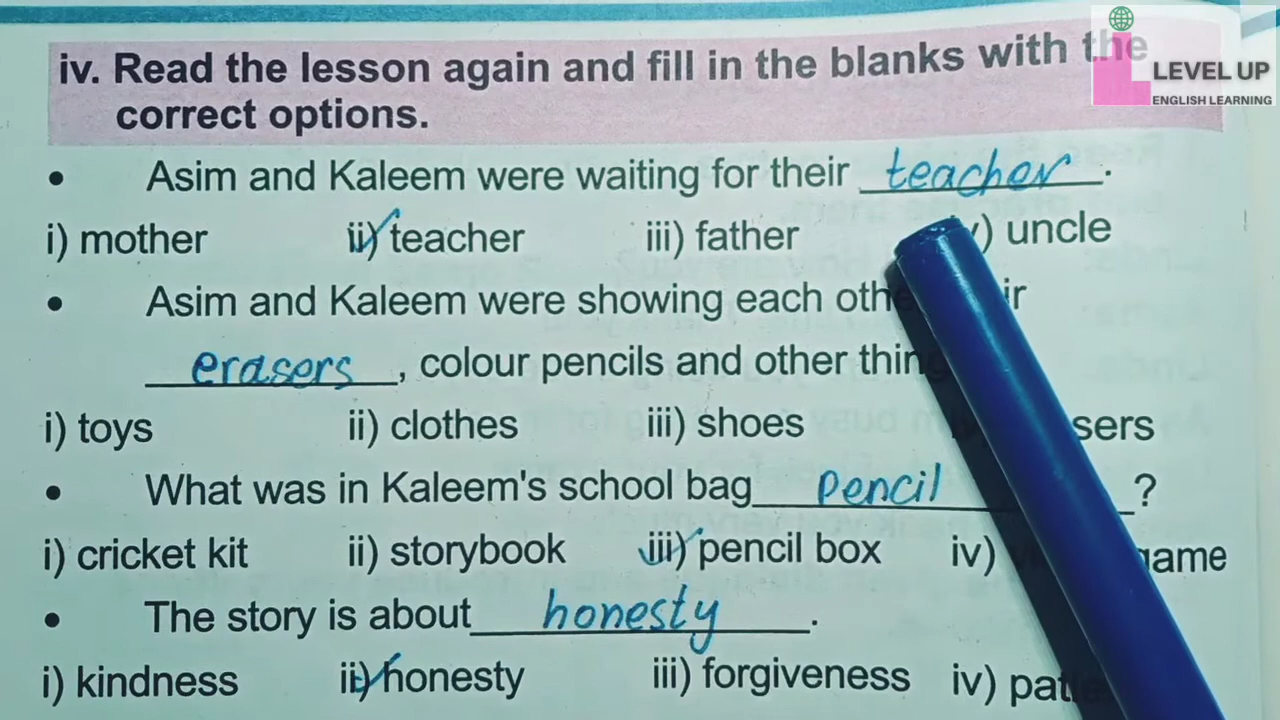 iv. Read the lesson again and fill in the blanks with the
correct options.
LEVEL UP
ENGLISH LEARNING
• Asim and Kaleem were waiting for their teacher.
i) mother ii) teacher iii) father v) uncle
• Asim and Kaleem were showing each othe ir
erasers, colour pencils and other thin
i) toys ii) clothes iii) shoes sers
• What was in Kaleem's school bag pencil ?
i) cricket kit ii) storybook iii) pencil box iv) game
• The story is about honesty.
i) kindness ii) honesty iii) forgiveness iv)